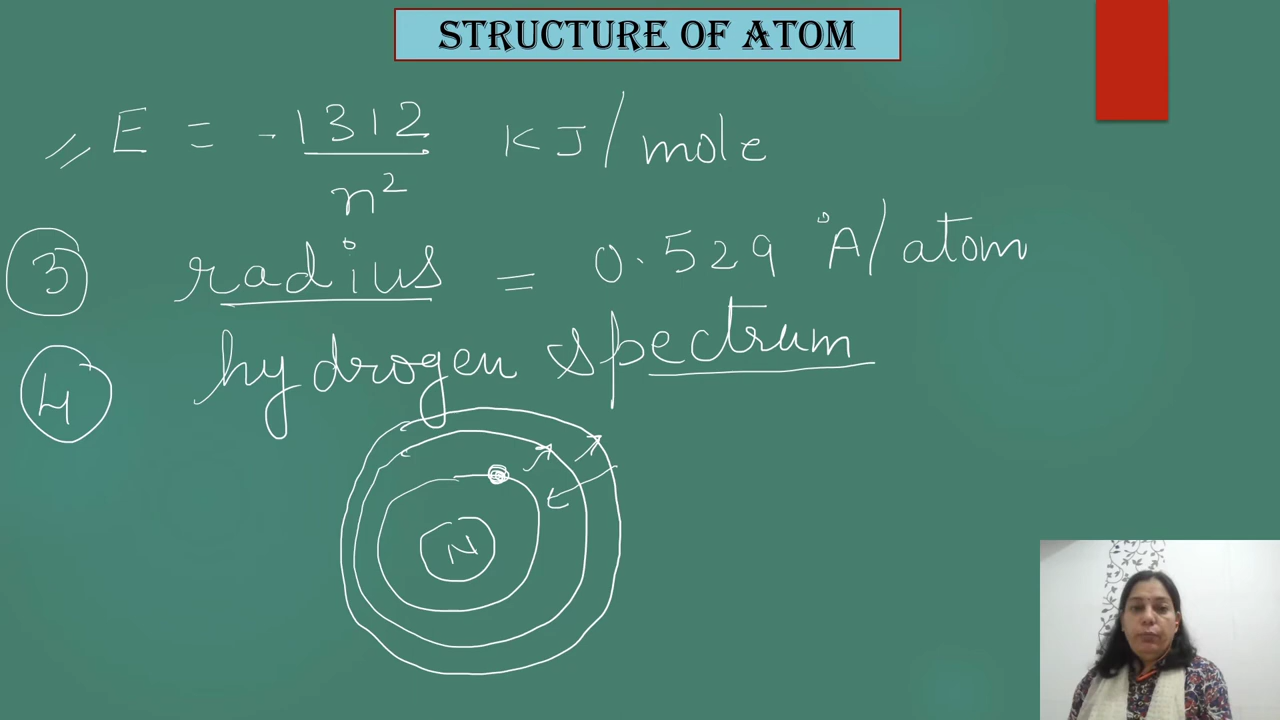 STRUCTURE OF ATOM
E = -1312/n² KJ/mole
③ radius = 0.529 °A/atom
④ hydrogen spectrum
N